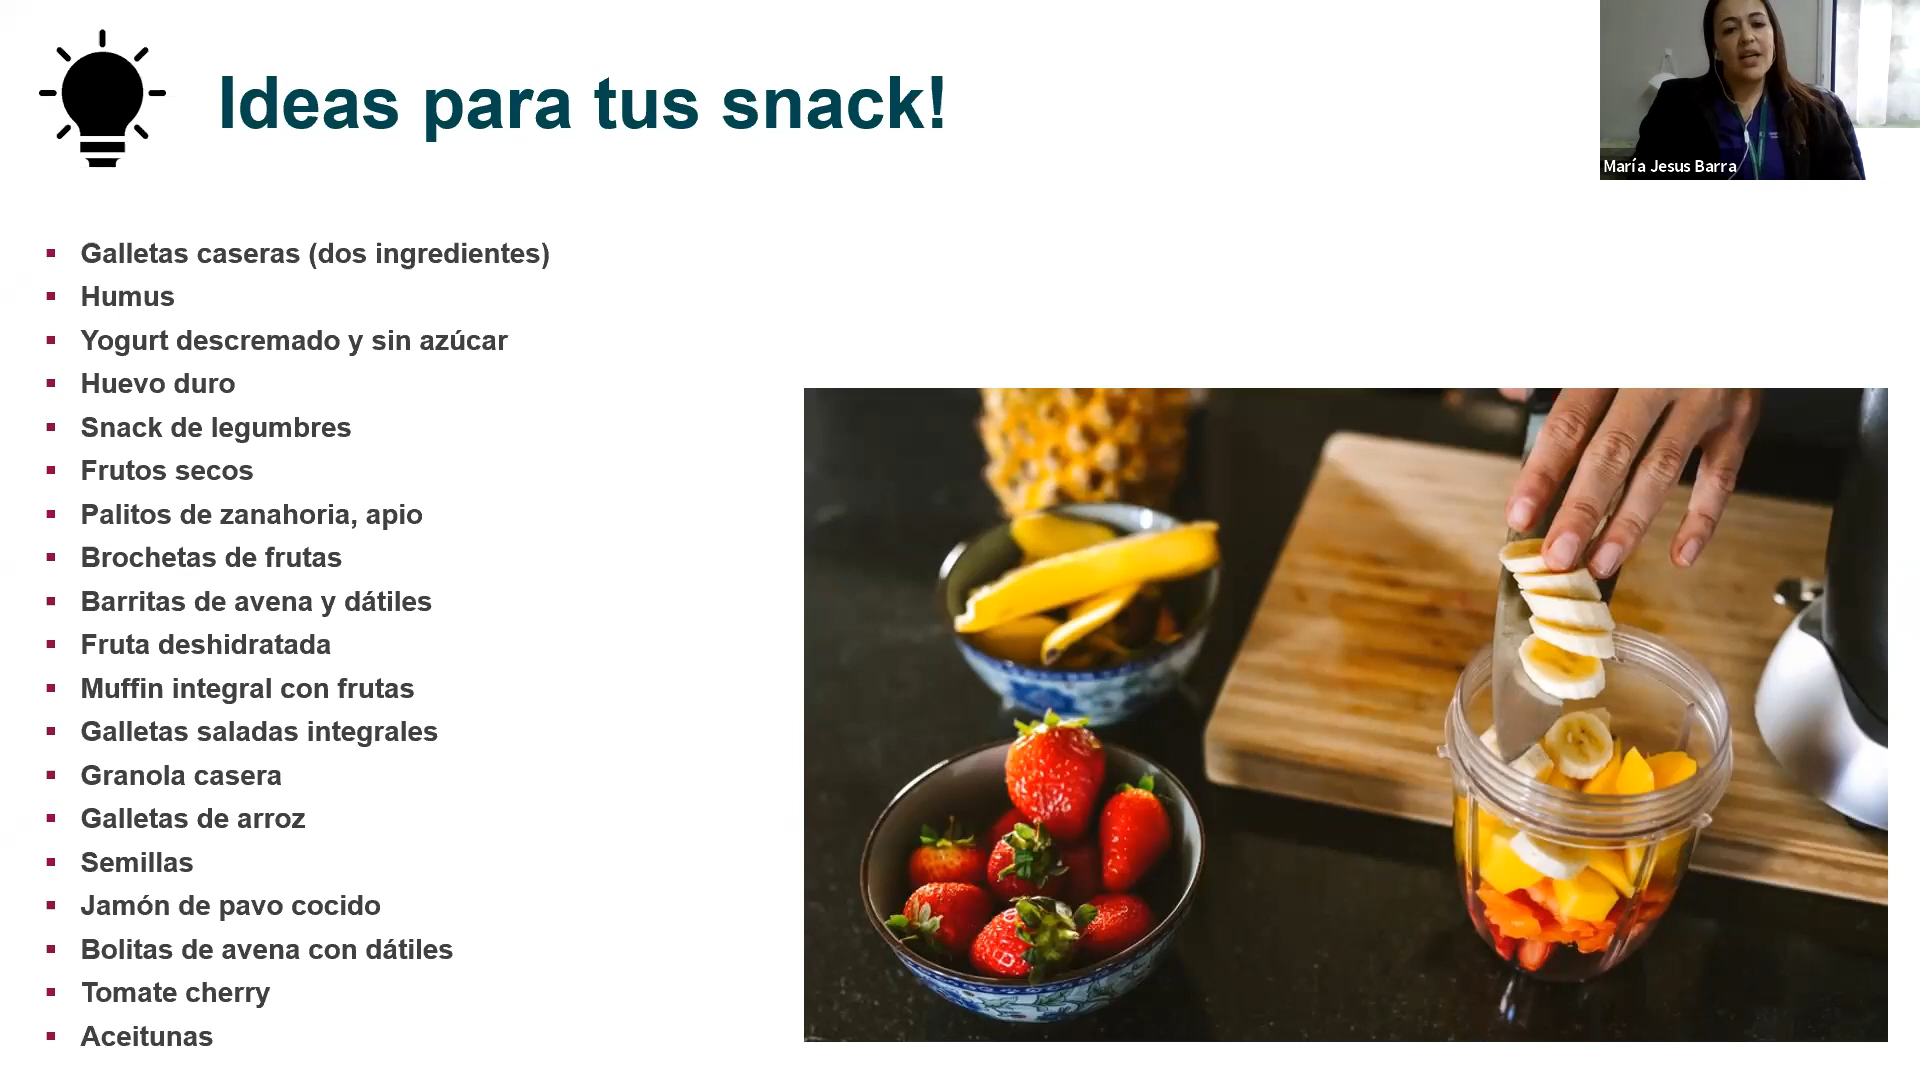 Ideas para tus snack!
María Jesus Barra
Galletas caseras (dos ingredientes)
Humus
Yogurt descremado y sin azúcar
Huevo duro
Snack de legumbres
Frutos secos
Palitos de zanahoria, apio
Brochetas de frutas
Barritas de avena y dátiles
Fruta deshidratada
Muffin integral con frutas
Galletas saladas integrales
Granola casera
Galletas de arroz
Semillas
Jamón de pavo cocido
Bolitas de avena con dátiles
Tomate cherry
Aceitunas